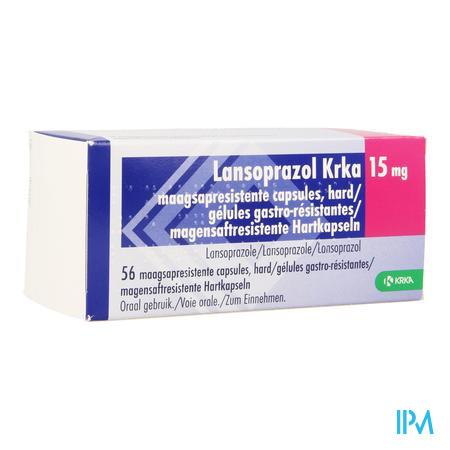 Lansoprazol Krka 15 mg
maagsapresistente capsules, hard/
gélules gastro-résistantes/
magensaftresistente Hartkapseln
Lansoprazole/Lansoprazole/Lansoprazol
56 maagsapresistente capsules, hard/gélules gastro-résistantes/
magensaftresistente Hartkapseln
Oraal gebruik./Voie orale./Zum Einnehmen.
KRKA
IPM